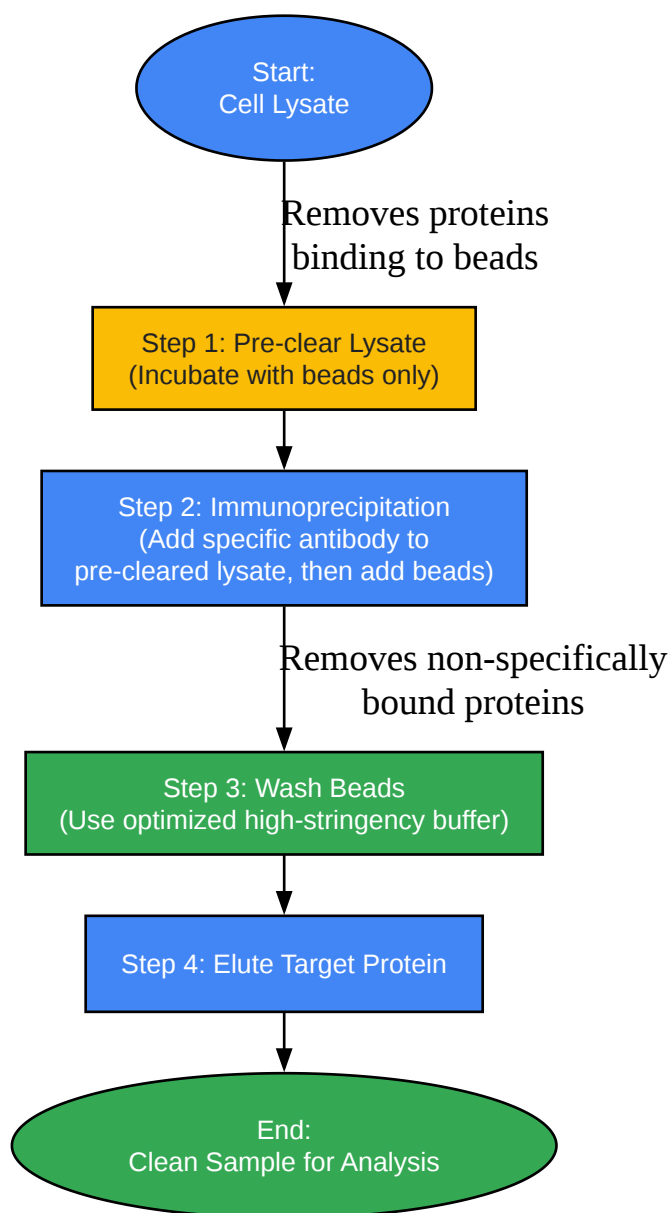 Start:
Cell Lysate
Removes proteins
binding to beads
Step 1: Pre-clear Lysate
(Incubate with beads only)
Step 2: Immunoprecipitation
(Add specific antibody to
pre-cleared lysate, then add beads)
Removes non-specifically
bound proteins
Step 3: Wash Beads
(Use optimized high-stringency buffer)
Step 4: Elute Target Protein
End:
Clean Sample for Analysis